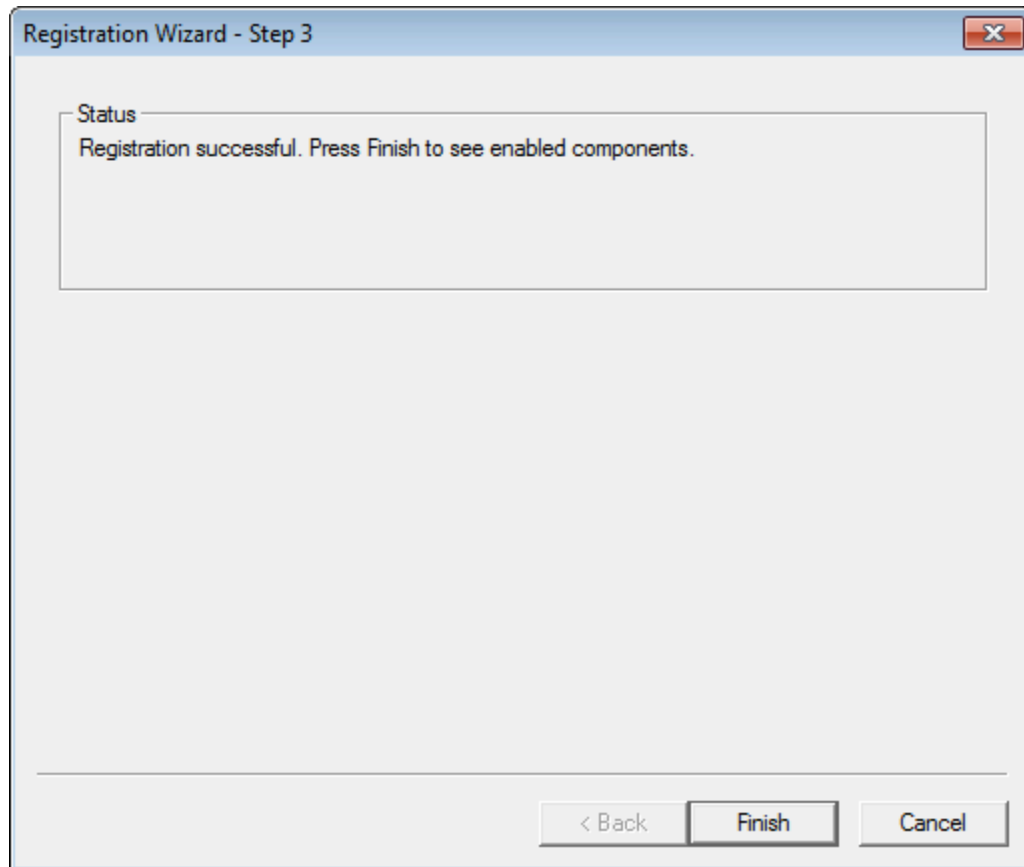 Registration Wizard - Step 3
Status
Registration successful. Press Finish to see enabled components.
< Back
Finish
Cancel